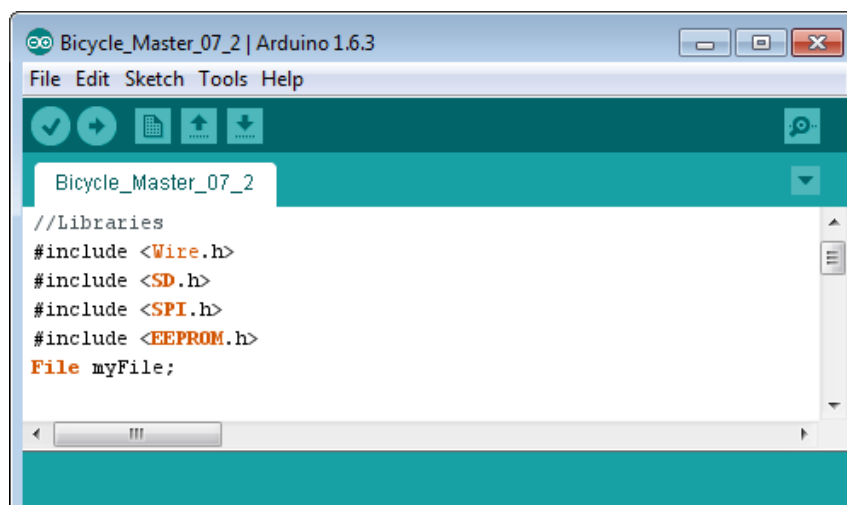 Bicycle_Master_07_2 | Arduino 1.6.3
File Edit Sketch Tools Help
Bicycle_Master_07_2
//Libraries
#include <Wire.h>
#include <SD.h>
#include <SPI.h>
#include <EEPROM.h>
File myFile;